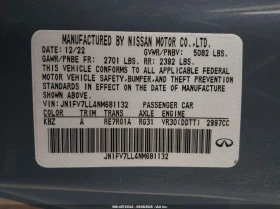 MANUFACTURED BY NISSAN MOTOR CO.,LTD.
DATE: 12/22 GVWR/PNBV: 5082 LBS.
GAWR/PNBE FR: 2701 LBS. RR: 2392 LBS.
THIS VEHICLE CONFORMS TO ALL APPLICABLE FEDERAL
MOTOR VEHICLE SAFETY, BUMPER, AND THEFT PREVENTION
STANDARDS IN EFFECT ON THE DATE OF MANUFACTURE
SHOWN ABOVE.
VIN: JN1FV7LL4NM681132 PASSENGER CAR
COLOR TRIM TRANS AXLE ENGINE
KBZ A RE7R01A RG31 VR30(DDTT) 2997CC
JN1FV7LL4NM681132